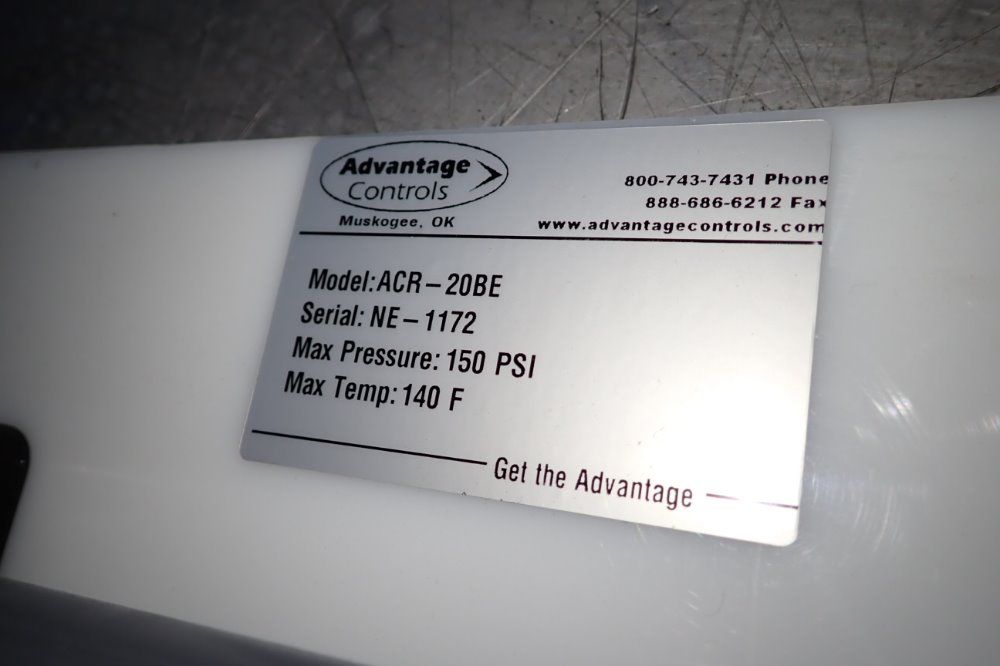 Advantage
Controls
Muskogee, OK
800-743-7431 Phone
888-686-6212 Fax
www.advantagecontrols.com
Model: ACR-20BE
Serial: NE-1172
Max Pressure: 150 PSI
Max Temp: 140 F
Get the Advantage